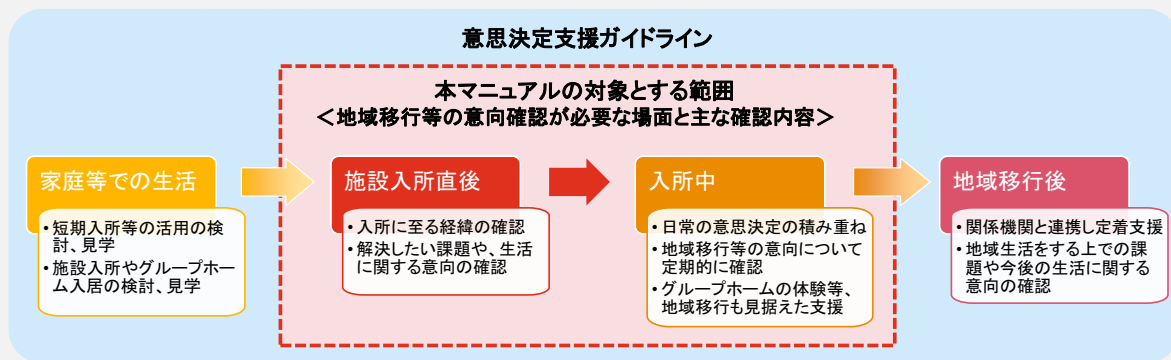 意思決定支援ガイドライン
本マニュアルの対象とする範囲
＜地域移行等の意向確認が必要な場面と主な確認内容＞
家庭等での生活
・短期入所等の活用の検
討、見学
・施設入所やグループホー
ム入居の検討、見学
施設入所直後
・入所に至る経緯の確認
・解決したい課題や、生活
に関する意向の確認
入所中
・日常の意思決定の積み重ね
・地域移行等の意向について
定期的に確認
・グループホームの体験等、
地域移行も見据えた支援
地域移行後
・関係機関と連携し定着支援
・地域生活をする上での課
題や今後の生活に関する
意向の確認